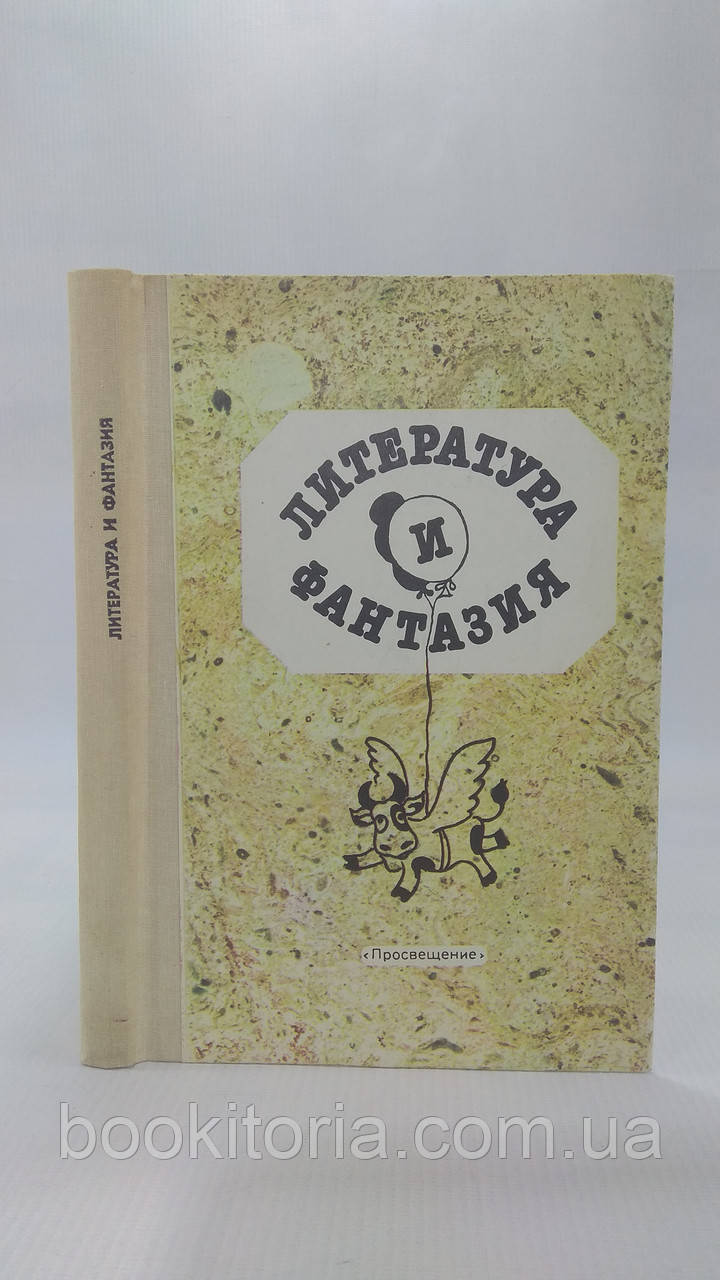 ЛИТЕРАТУРА И ФАНТАЗИЯ
ЛИТЕРАТУРА
И
ФАНТАЗИЯ
‹Просвещение›
bookitoria.com.ua